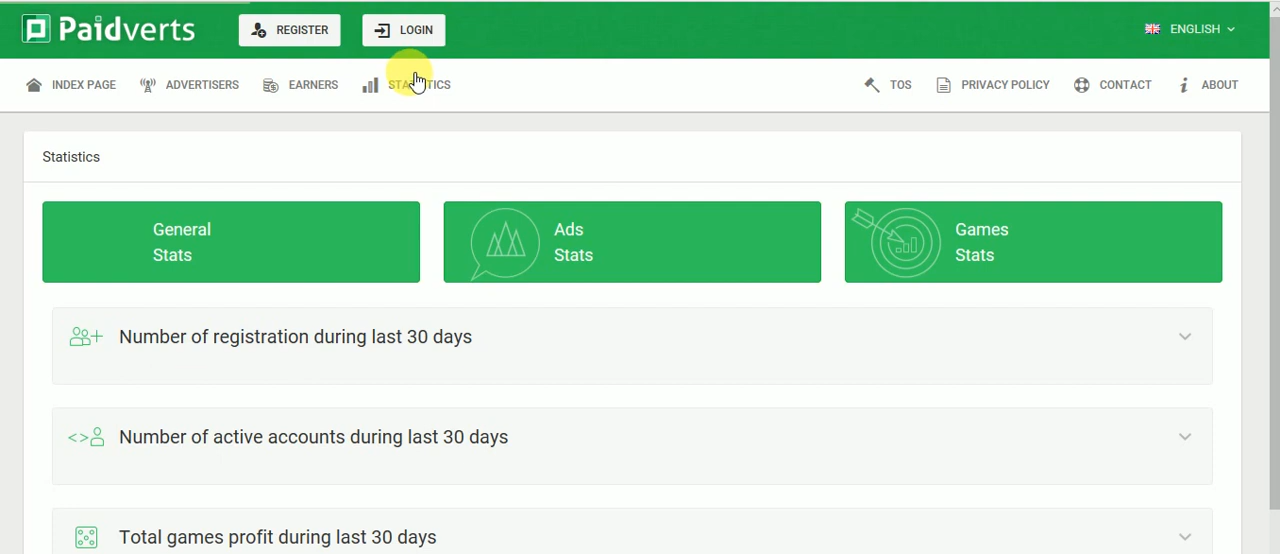 Paidverts
REGISTER
LOGIN
ENGLISH
INDEX PAGE
ADVERTISERS
EARNERS
STATISTICS
TOS
PRIVACY POLICY
CONTACT
ABOUT
Statistics
General
Stats
Ads
Stats
Games
Stats
Number of registration during last 30 days
Number of active accounts during last 30 days
Total games profit during last 30 days